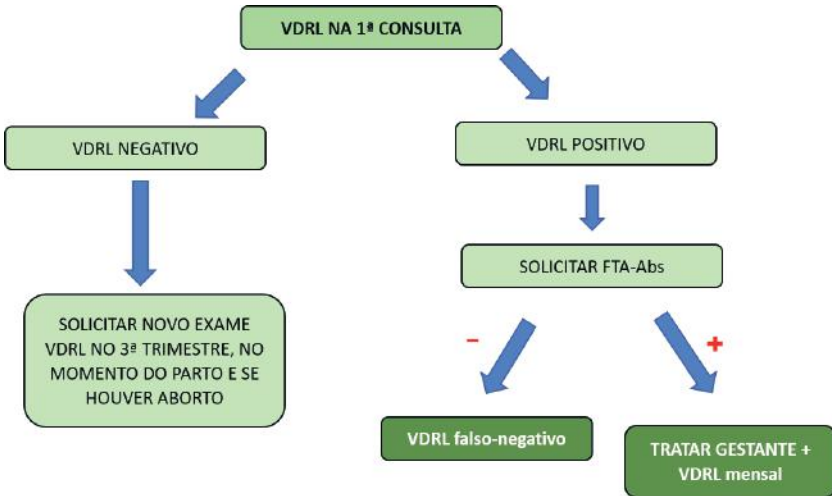 VDRL NA 1ª CONSULTA
VDRL NEGATIVO
VDRL POSITIVO
SOLICITAR FTA-Abs
SOLICITAR NOVO EXAME
VDRL NO 3ª TRIMESTRE, NO
MOMENTO DO PARTO E SE
HOUVER ABORTO
-
+
VDRL falso-negativo
TRATAR GESTANTE +
VDRL mensal